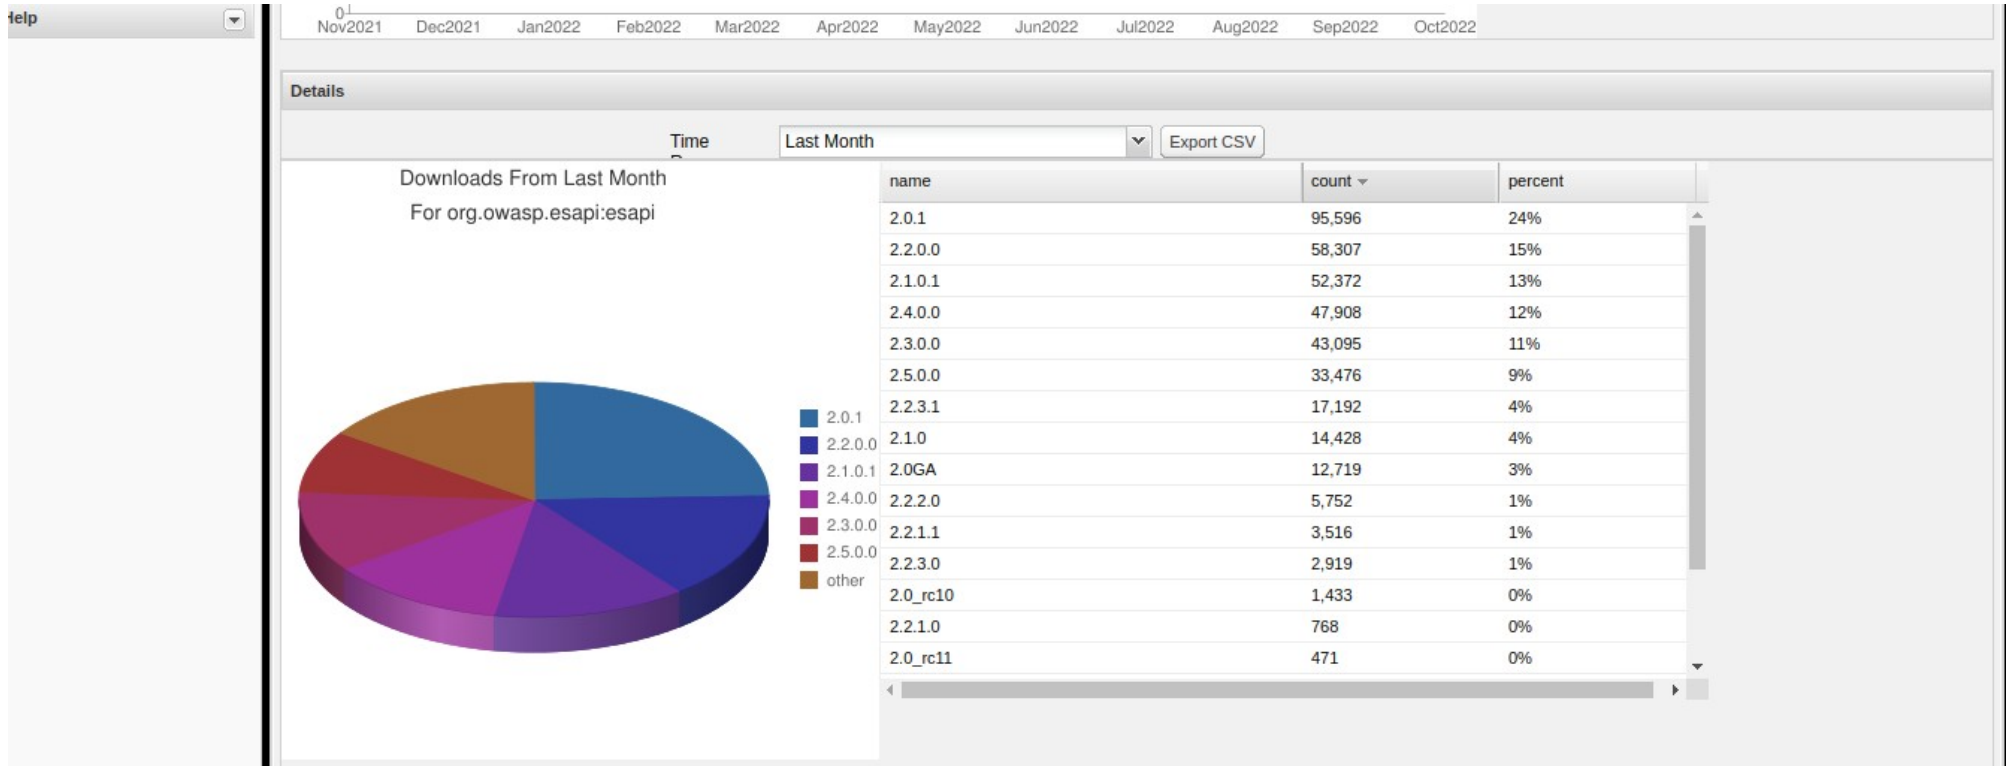 Help
0
Nov2021 Dec2021 Jan2022 Feb2022 Mar2022 Apr2022 May2022 Jun2022 Jul2022 Aug2022 Sep2022 Oct2022
Details
Time
Last Month
Export CSV
Downloads From Last Month
For org.owasp.esapi:esapi
2.0.1
2.2.0.0
2.1.0.1
2.4.0.0
2.3.0.0
2.5.0.0
other
name count percent
2.0.1 95,596 24%
2.2.0.0 58,307 15%
2.1.0.1 52,372 13%
2.4.0.0 47,908 12%
2.3.0.0 43,095 11%
2.5.0.0 33,476 9%
2.2.3.1 17,192 4%
2.1.0 14,428 4%
2.0GA 12,719 3%
2.2.2.0 5,752 1%
2.2.1.1 3,516 1%
2.2.3.0 2,919 1%
2.0_rc10 1,433 0%
2.2.1.0 768 0%
2.0_rc11 471 0%